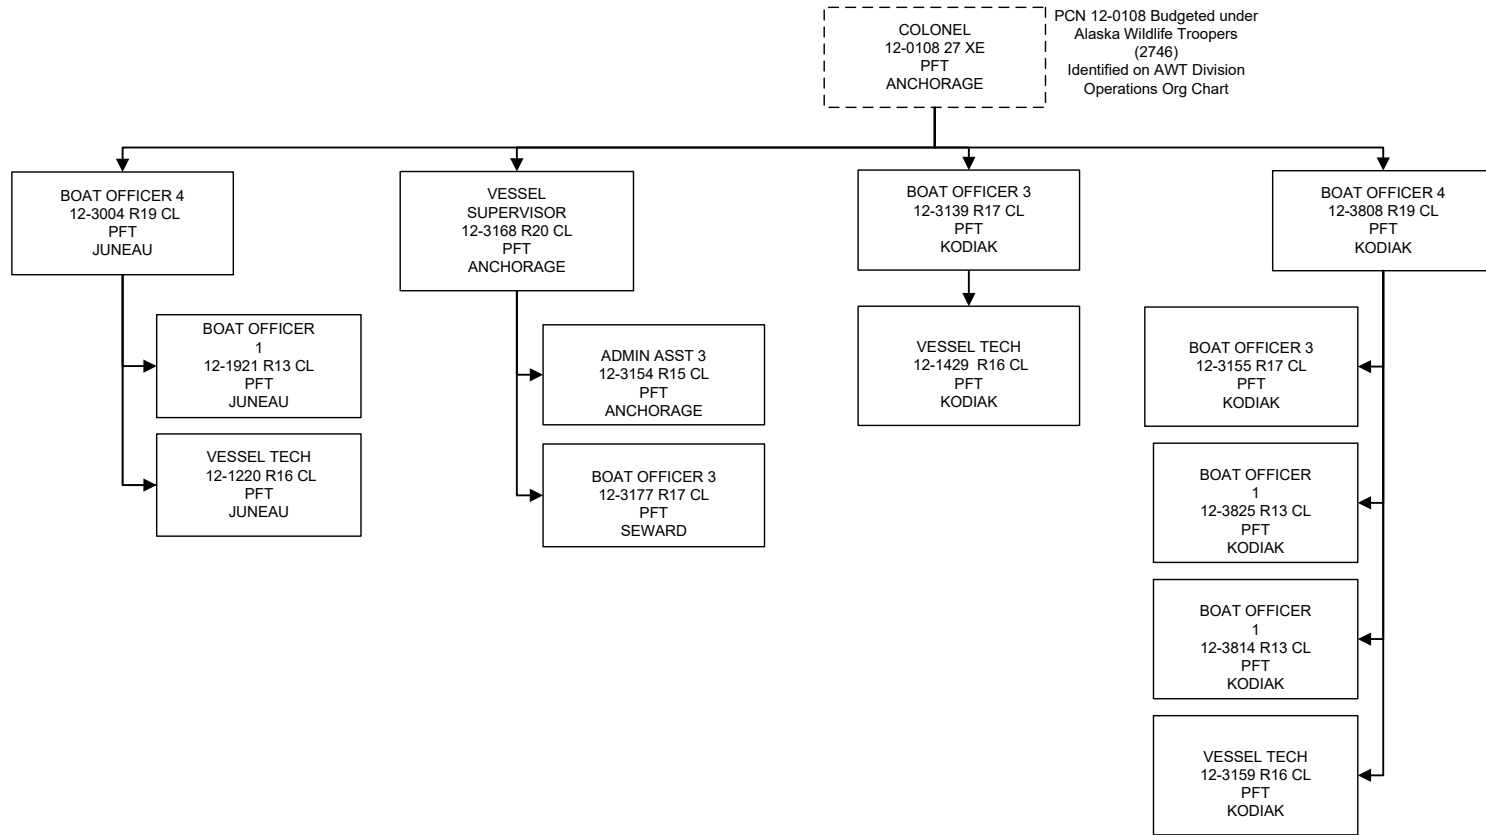 COLONEL
12-0108 27 XE
PFT
ANCHORAGE
PCN 12-0108 Budgeted under
Alaska Wildlife Troopers
(2746)
Identified on AWT Division
Operations Org Chart
BOAT OFFICER 4
12-3004 R19 CL
PFT
JUNEAU
BOAT OFFICER
1
12-1921 R13 CL
PFT
JUNEAU
VESSEL TECH
12-1220 R16 CL
PFT
JUNEAU
VESSEL
SUPERVISOR
12-3168 R20 CL
PFT
ANCHORAGE
ADMIN ASST 3
12-3154 R15 CL
PFT
ANCHORAGE
BOAT OFFICER 3
12-3177 R17 CL
PFT
SEWARD
BOAT OFFICER 3
12-3139 R17 CL
PFT
KODIAK
VESSEL TECH
12-1429 R16 CL
PFT
KODIAK
BOAT OFFICER 4
12-3808 R19 CL
PFT
KODIAK
BOAT OFFICER 3
12-3155 R17 CL
PFT
KODIAK
BOAT OFFICER
1
12-3825 R13 CL
PFT
KODIAK
BOAT OFFICER
1
12-3814 R13 CL
PFT
KODIAK
VESSEL TECH
12-3159 R16 CL
PFT
KODIAK